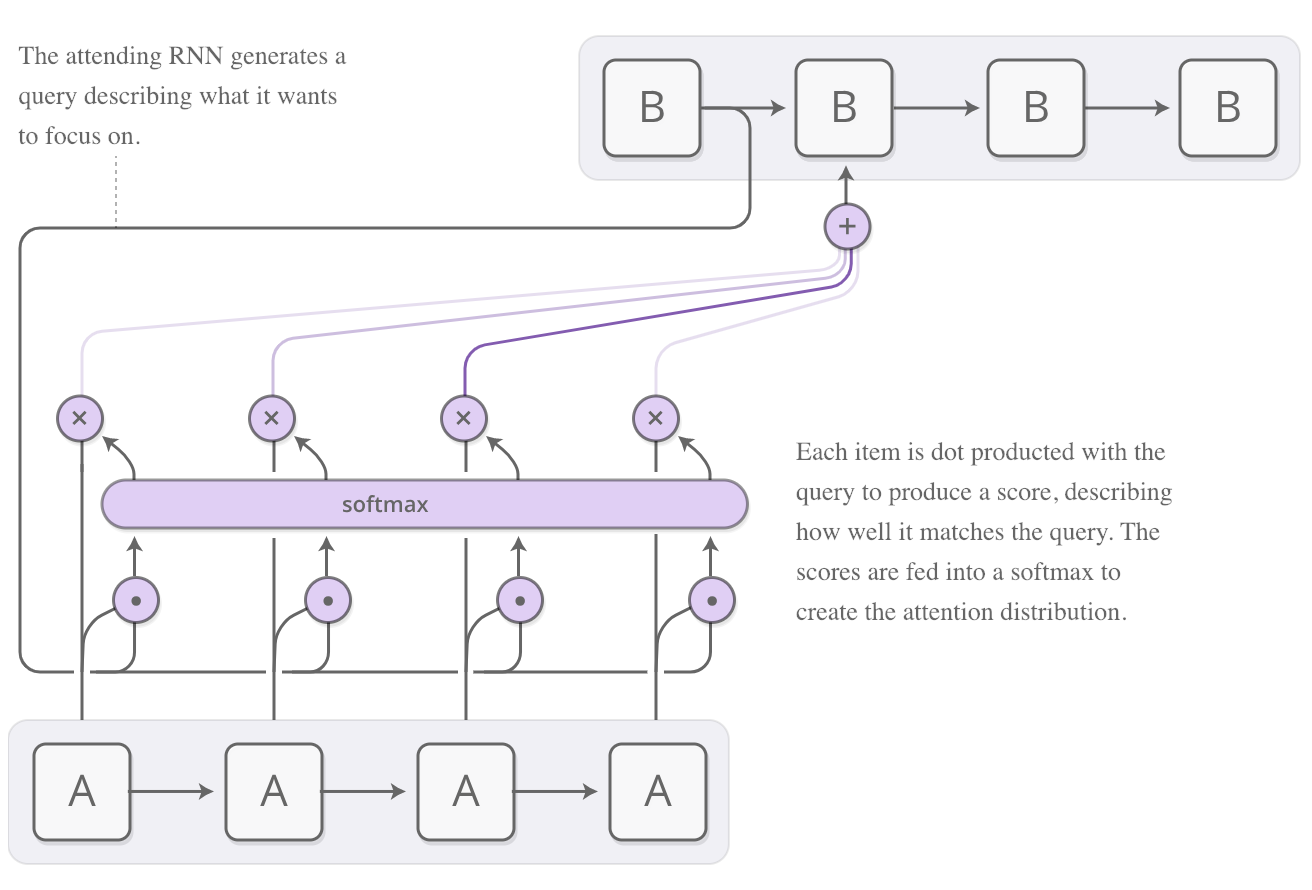 The attending RNN generates a
query describing what it wants
to focus on.
B B B B
+
× × × ×
softmax
Each item is dot producted with the
query to produce a score, describing
how well it matches the query. The
scores are fed into a softmax to
create the attention distribution.
A A A A